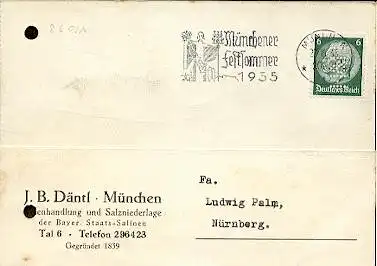 Münchener
Festsommer
1935
6 6
Deutsches Reich
J. B. Däntl · München
enhandlung und Salzniederlage
der Bayer. Staats-Salinen
Tal 6 · Telefon 296423
Gegründet 1839
Fa.
Ludwig Palm,
Nürnberg.